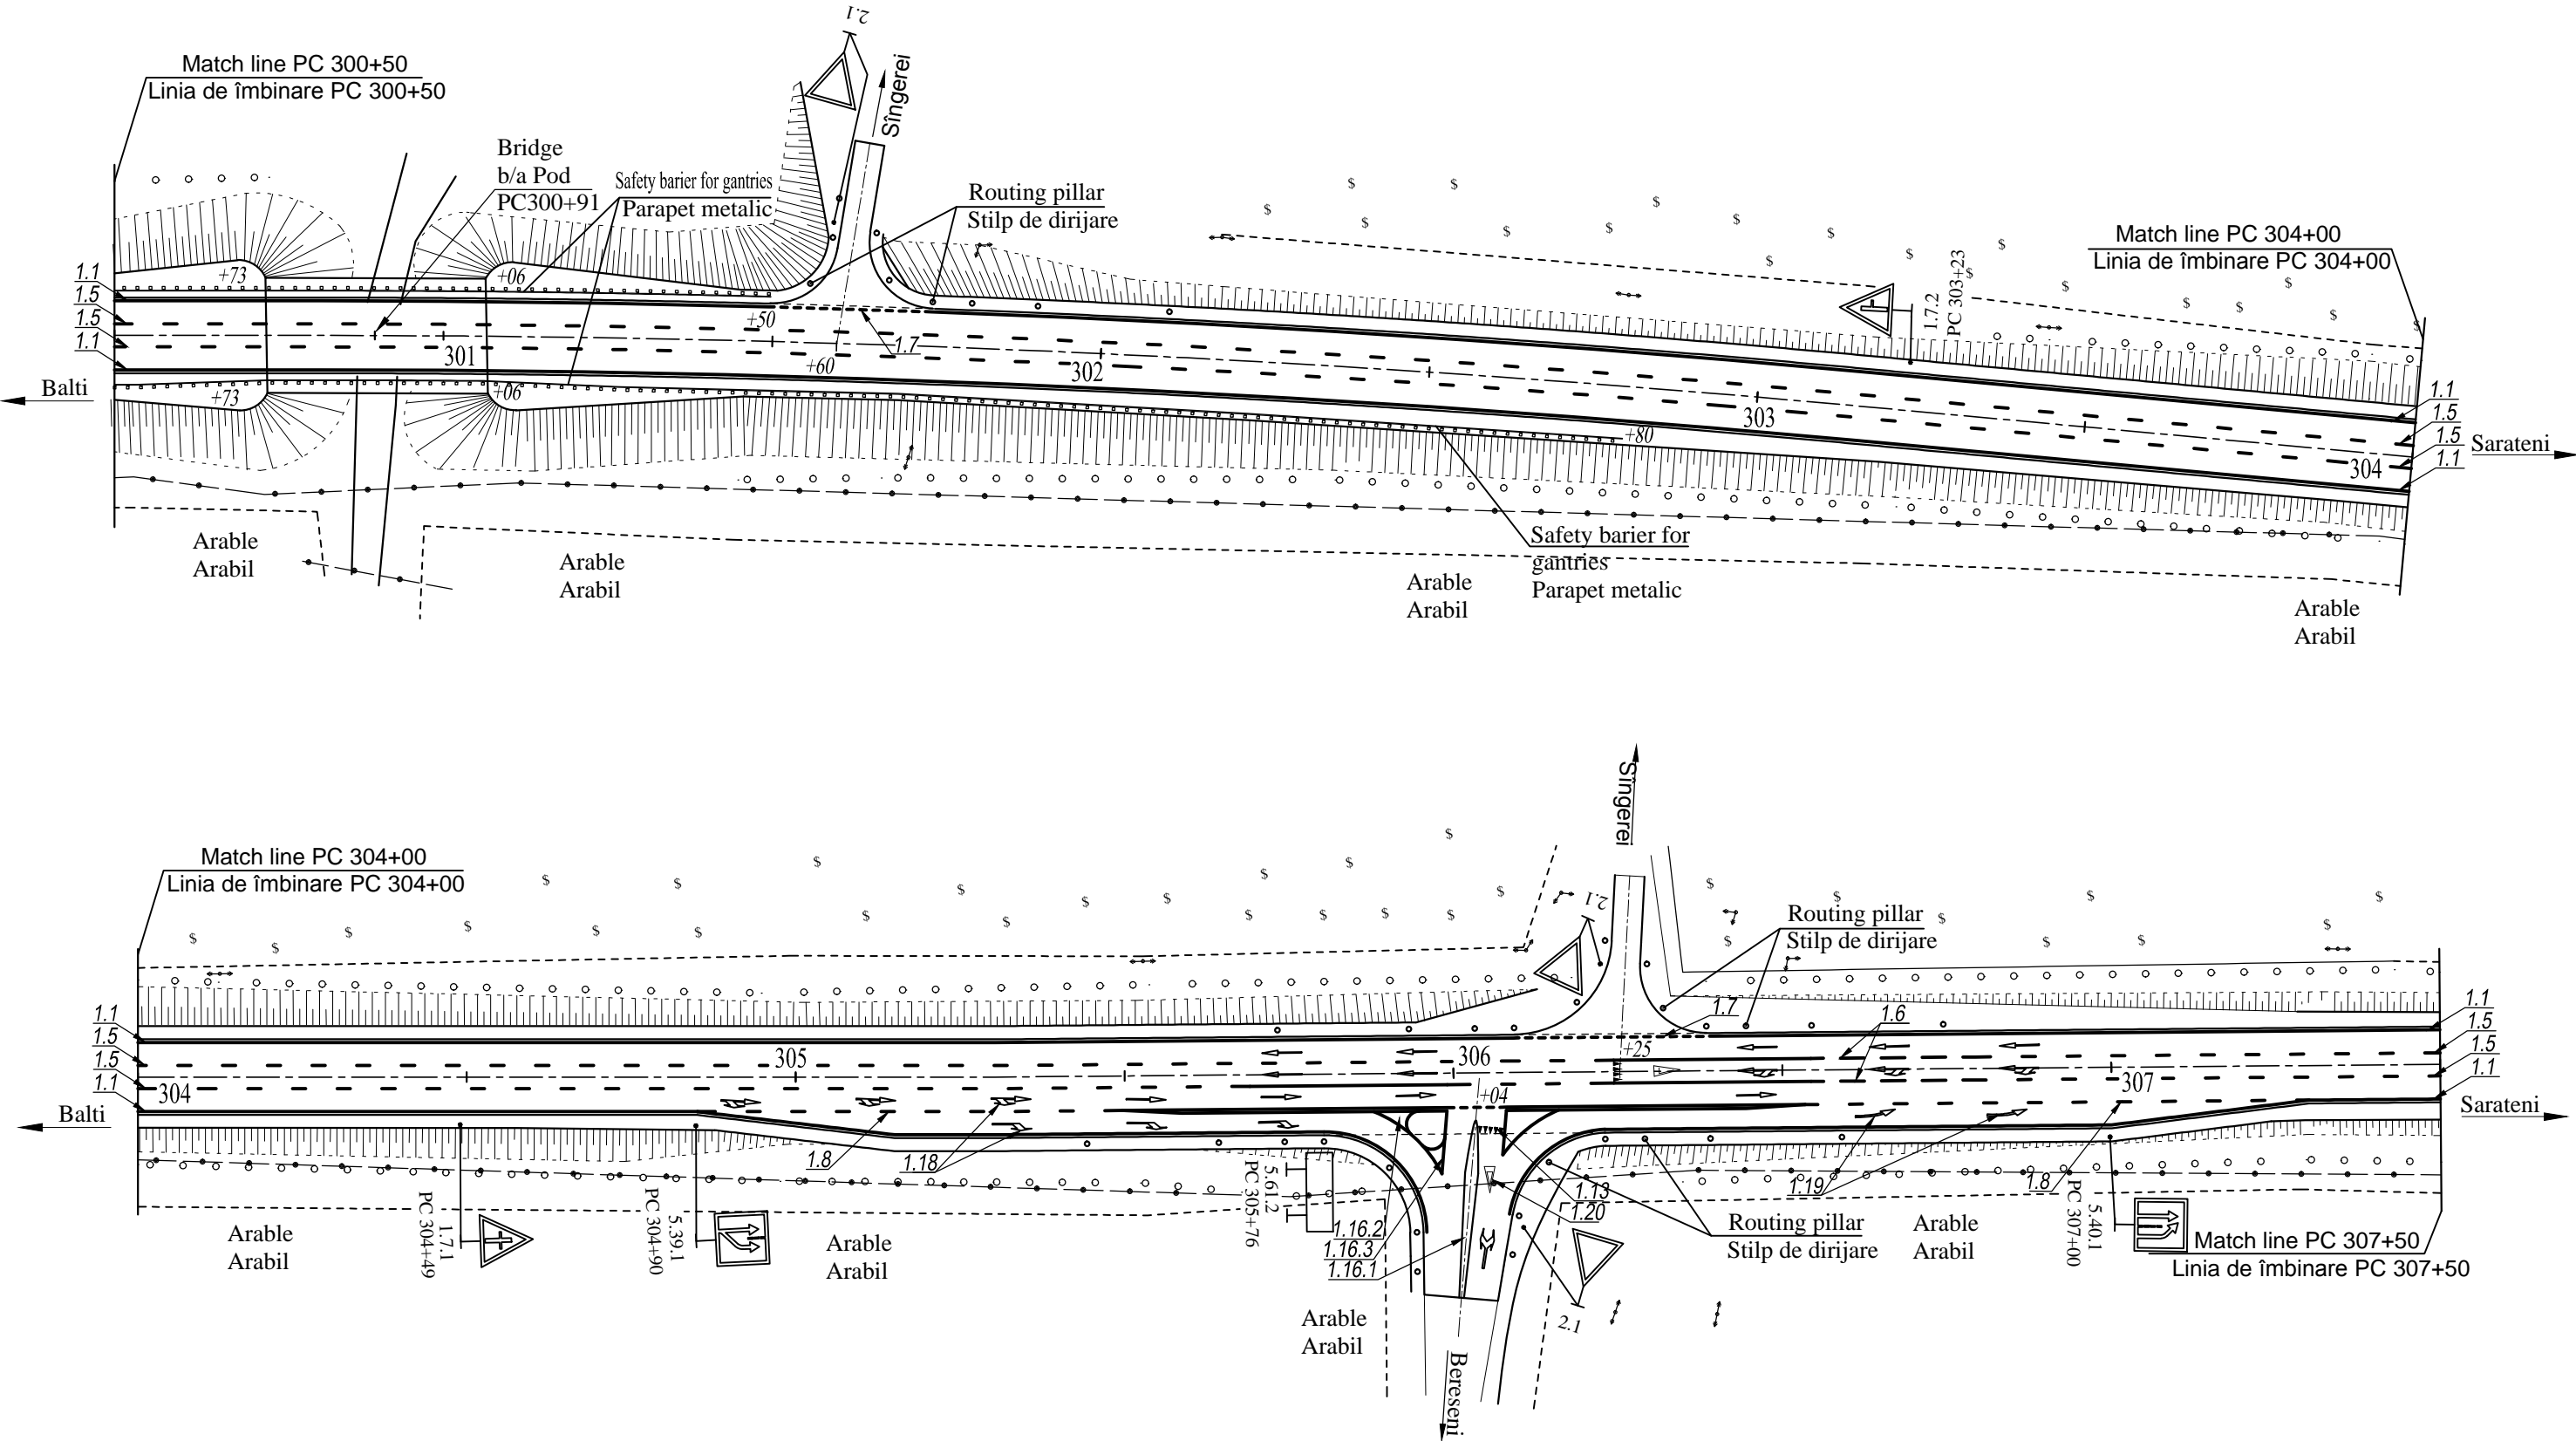 2.1
Match line PC 300+50
Linia de îmbinare PC 300+50
Sîngerei
Bridge
b/a Pod
PC300+91
Safety barier for gantries
Parapet metalic
Routing pillar
Stilp de dirijare
Match line PC 304+00
Linia de îmbinare PC 304+00
1.7.2
PC 303+23
+73
+06
1.1
1.5
1.5
1.1
+50
1.7
301
+60
302
+73
+06
Balti
303
+80
304
1.1
1.5
1.5
1.1
Sarateni
Arable
Arabil
Arable
Arabil
Safety barier for
gantries
Parapet metalic
Arable
Arabil
Arable
Arabil
Sîngerei
Match line PC 304+00
Linia de îmbinare PC 304+00
2.1
Routing pillar
Stilp de dirijare
1.1
1.5
1.5
1.1
1.7
1.6
1.1
1.5
1.5
1.1
304
305
306
+25
+04
307
Balti
Sarateni
1.8
1.18
5.61.2
PC 305+76
1.13
1.20
1.19
1.8
1.7.1
PC 304+49
5.39.1
PC 304+90
5.40.1
PC 307+00
Arable
Arabil
Arable
Arabil
1.16.2
1.16.3
1.16.1
Routing pillar
Stilp de dirijare
Arable
Arabil
Match line PC 307+50
Linia de îmbinare PC 307+50
Arable
Arabil
2.1
Bereseni